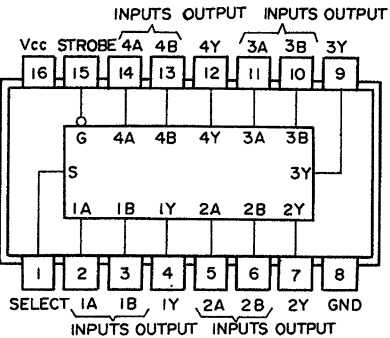 INPUTS OUTPUT INPUTS OUTPUT
Vcc STROBE 4A 4B 4Y 3A 3B 3Y
16 15 14 13 12 11 10 9
G 4A 4B 4Y 3A 3B
S 3Y
1A 1B 1Y 2A 2B 2Y
1 2 3 4 5 6 7 8
SELECT 1A 1B 1Y 2A 2B 2Y GND
INPUTS OUTPUT INPUTS OUTPUT